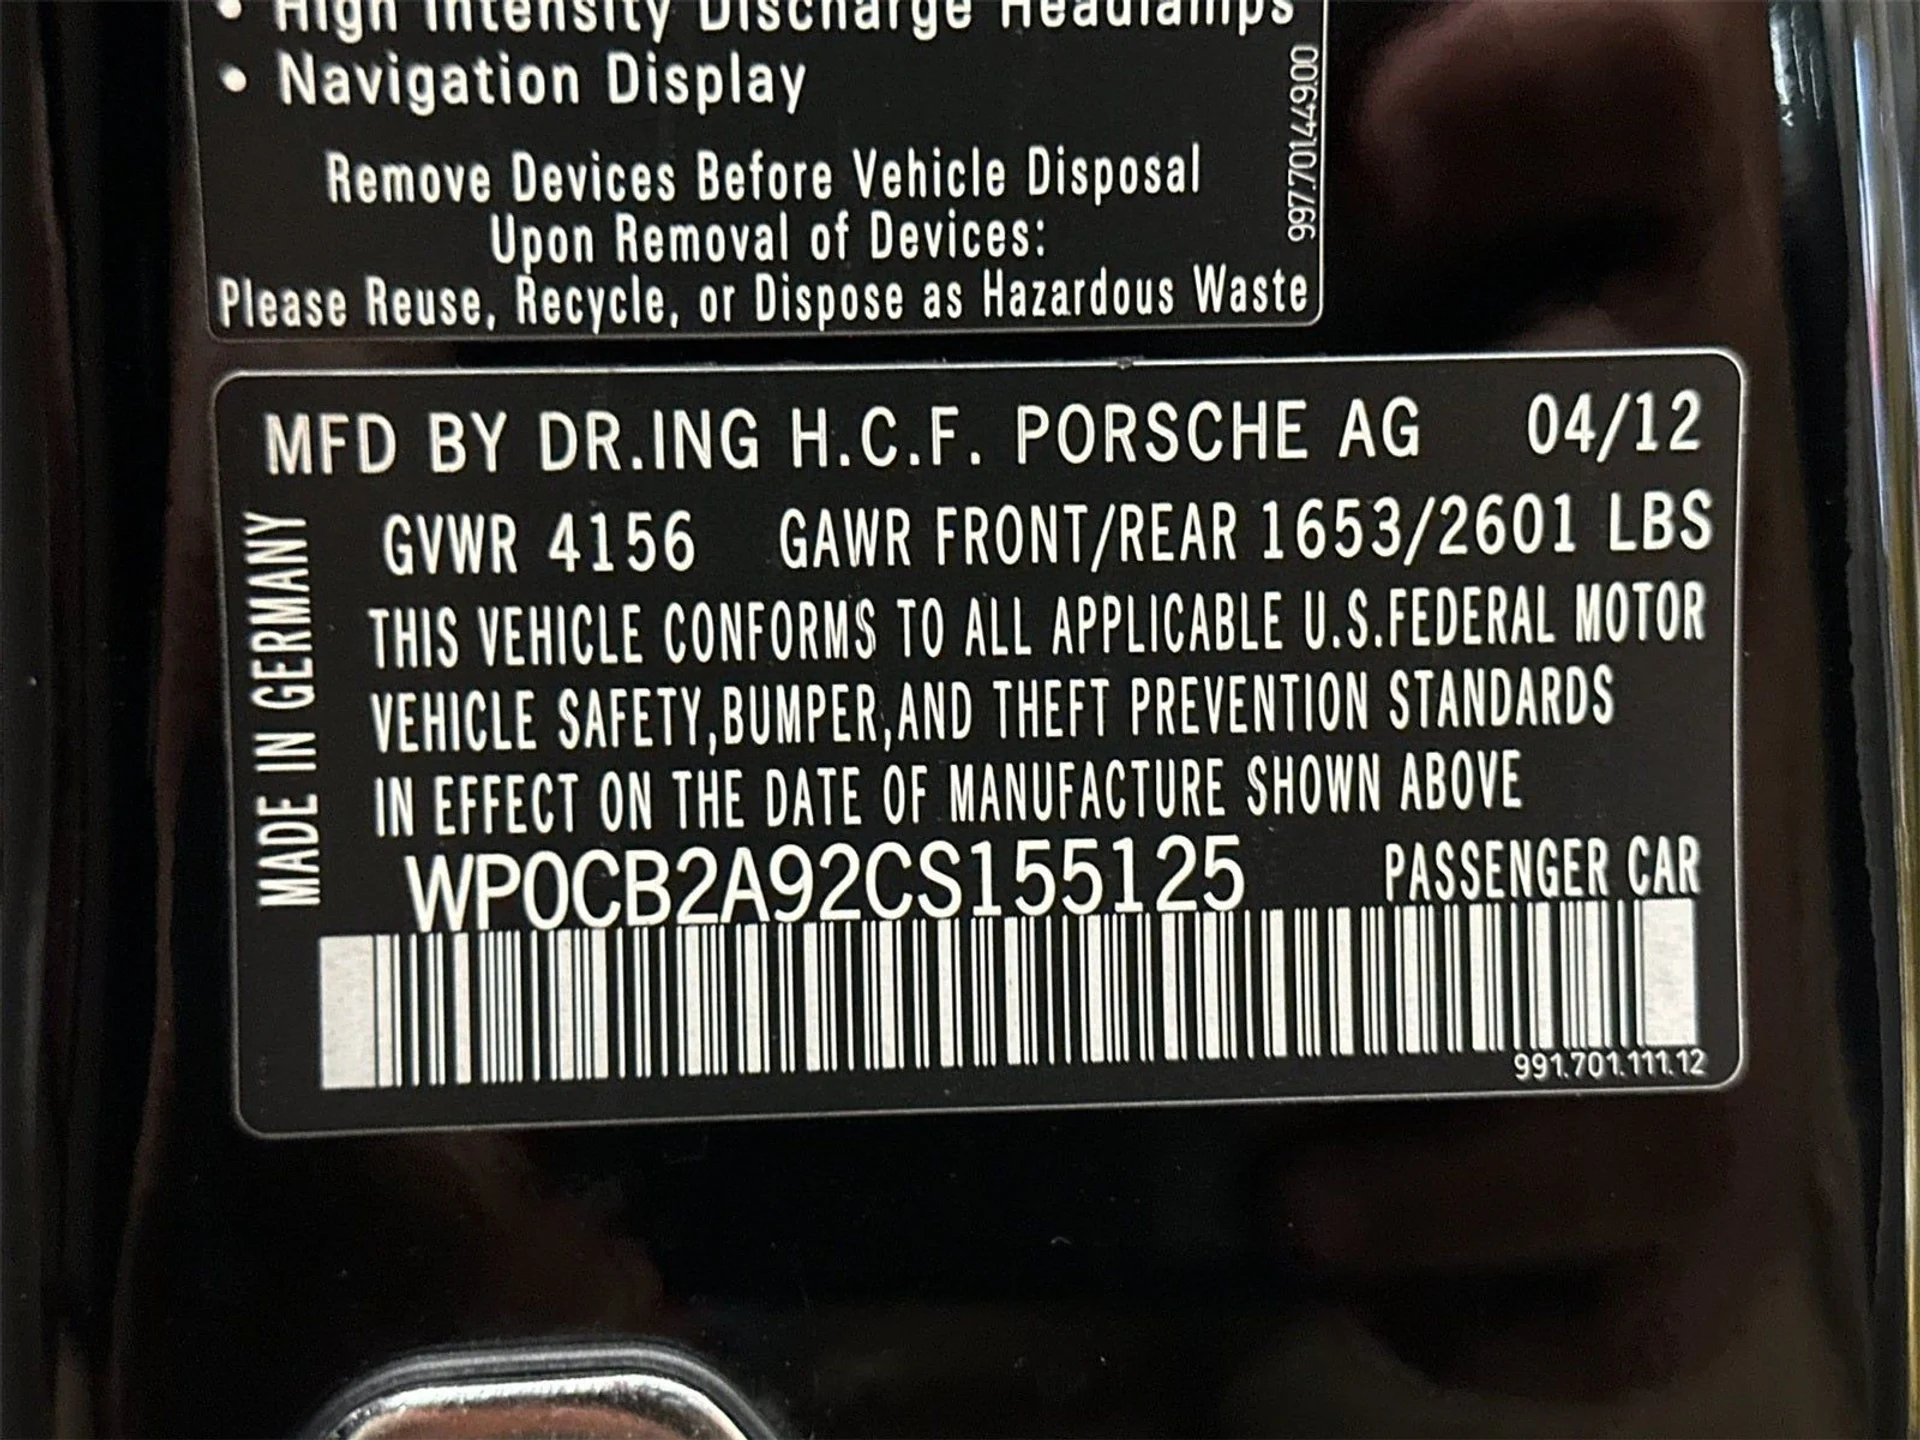 • High Intensity Discharge Headlamps
• Navigation Display
Remove Devices Before Vehicle Disposal
Upon Removal of Devices:
Please Reuse, Recycle, or Dispose as Hazardous Waste
997.701.449.00
MFD BY DR.ING H.C.F. PORSCHE AG 04/12
GVWR 4156 GAWR FRONT/REAR 1653/2601 LBS
THIS VEHICLE CONFORMS TO ALL APPLICABLE U.S.FEDERAL MOTOR
VEHICLE SAFETY,BUMPER,AND THEFT PREVENTION STANDARDS
IN EFFECT ON THE DATE OF MANUFACTURE SHOWN ABOVE
WP0CB2A92CS155125 PASSENGER CAR
MADE IN GERMANY
991.701.111.12